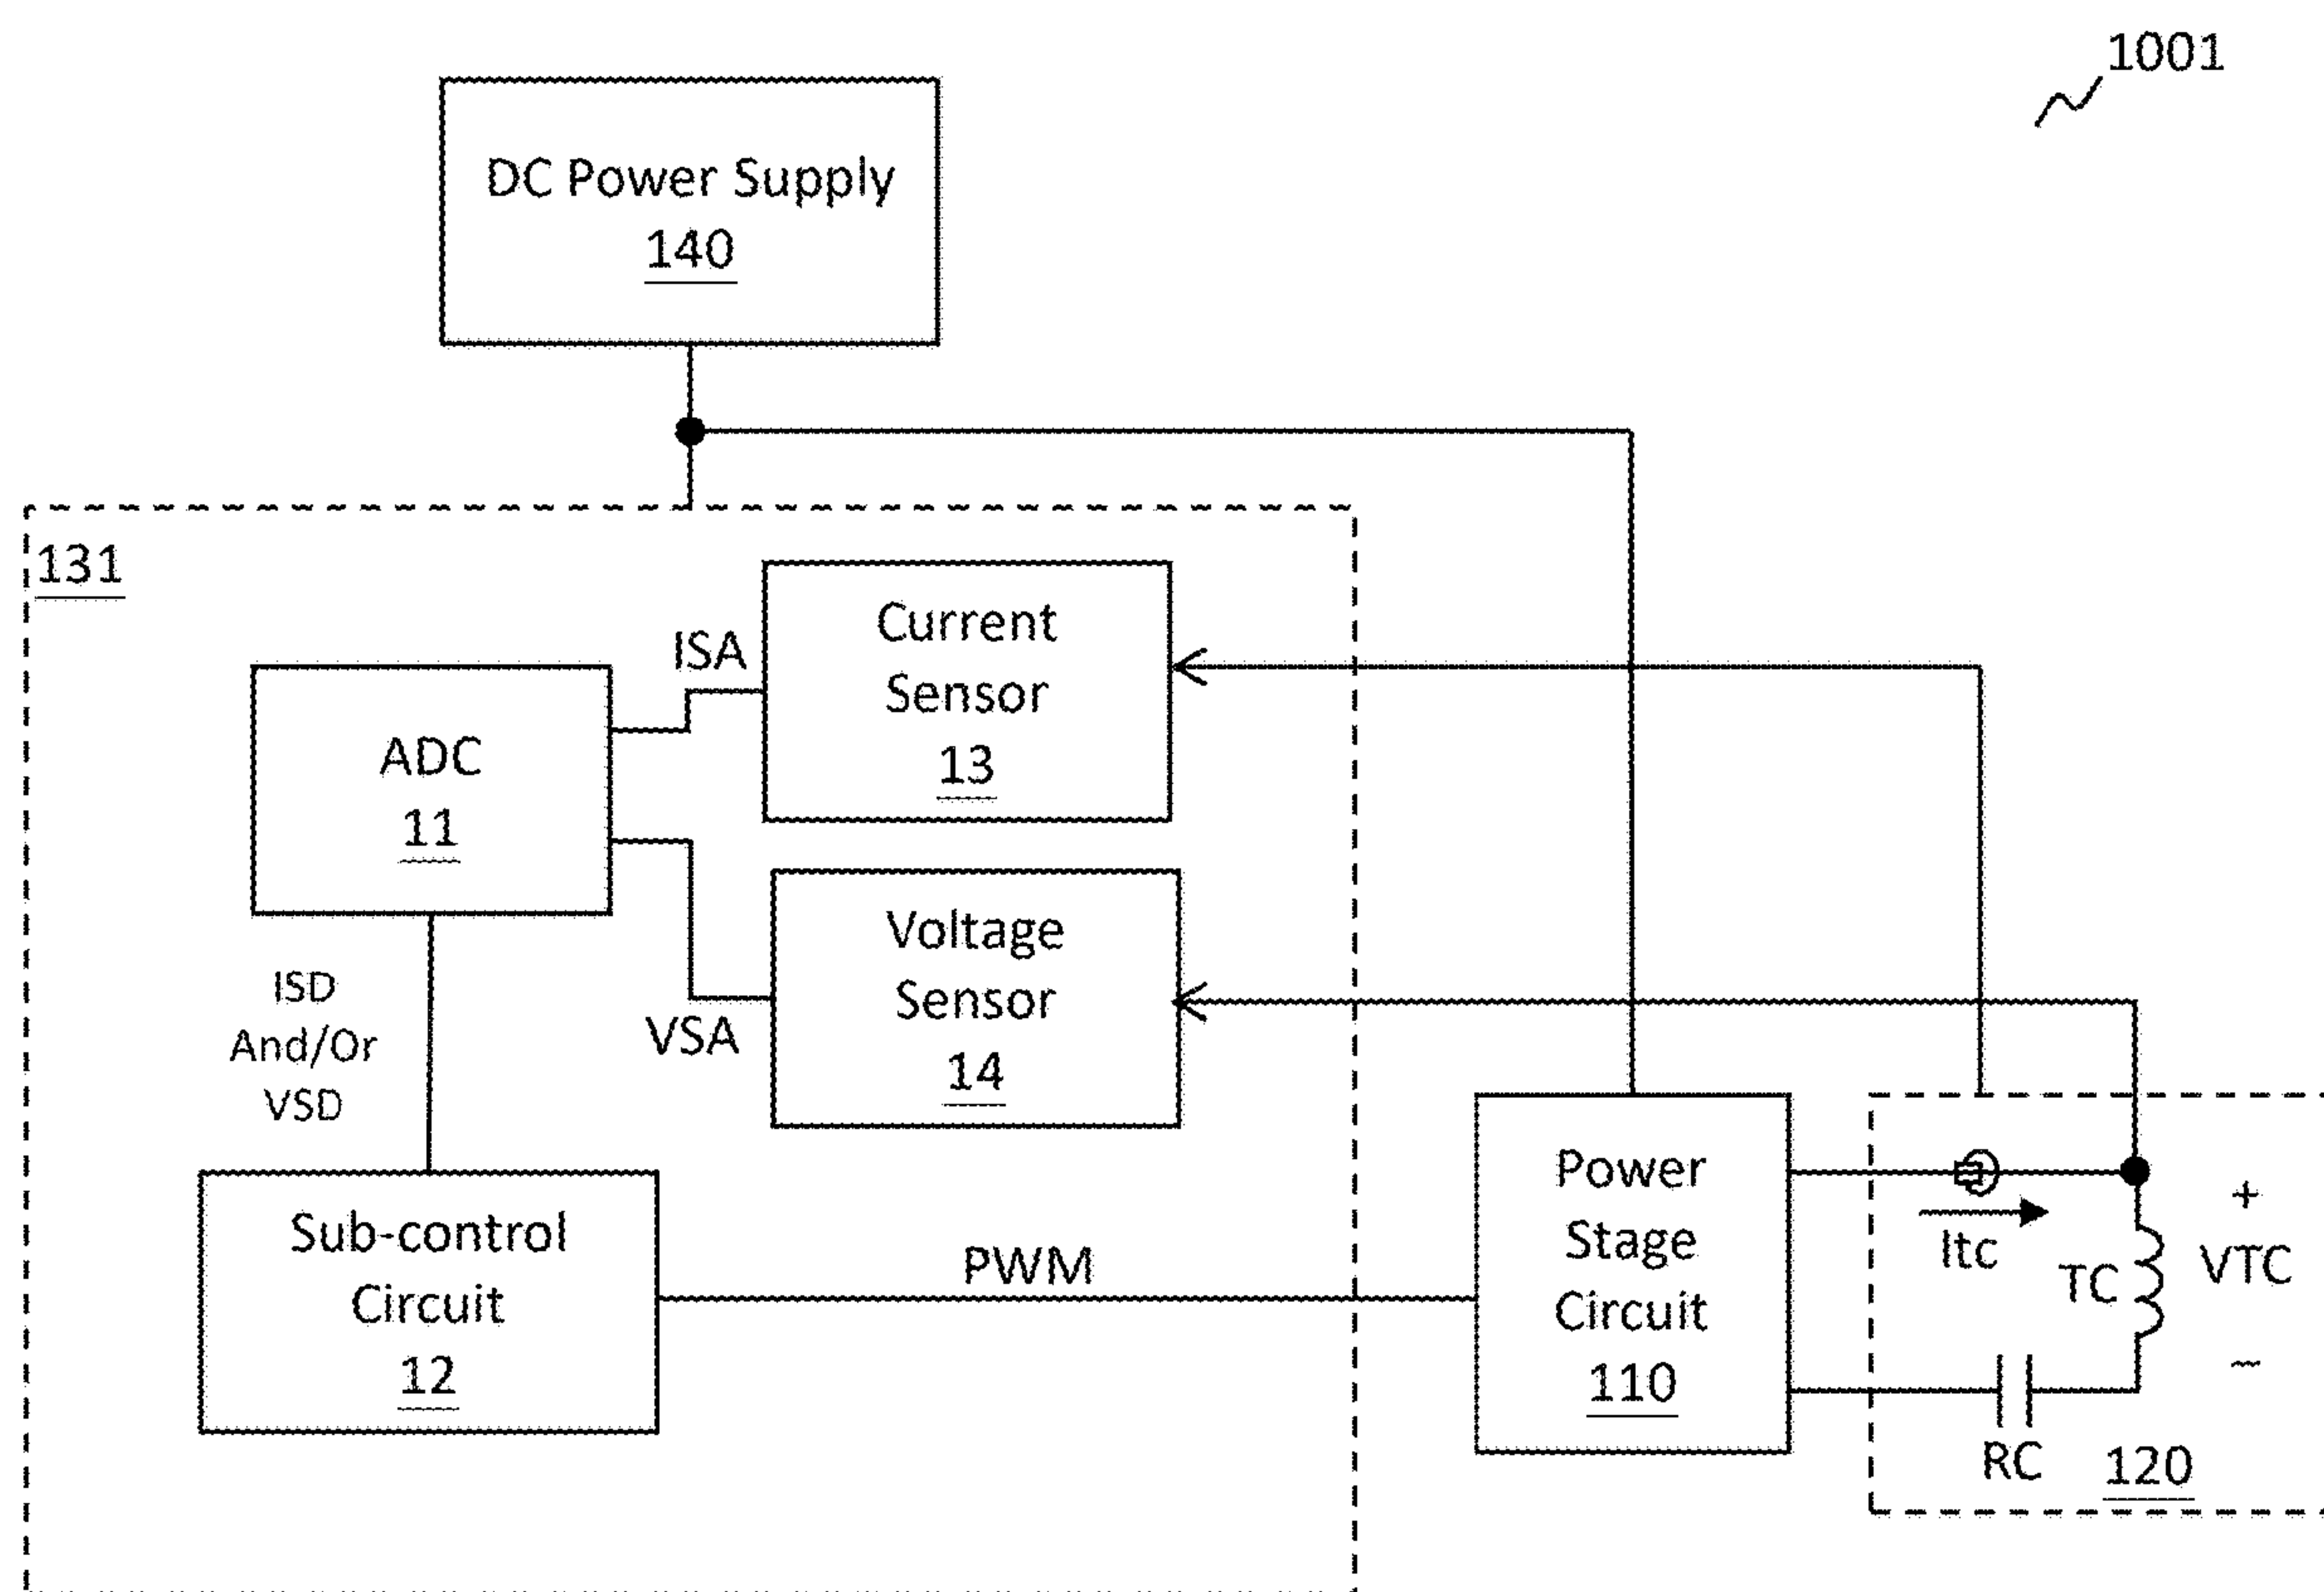 1001
DC Power Supply
140
131
Current
Sensor
13
ISA
ADC
11
Voltage
Sensor
14
VSA
ISD
And/Or
VSD
Sub-control
Circuit
12
PWM
Power
Stage
Circuit
110
Itc
TC
+
VTC
−
RC
120